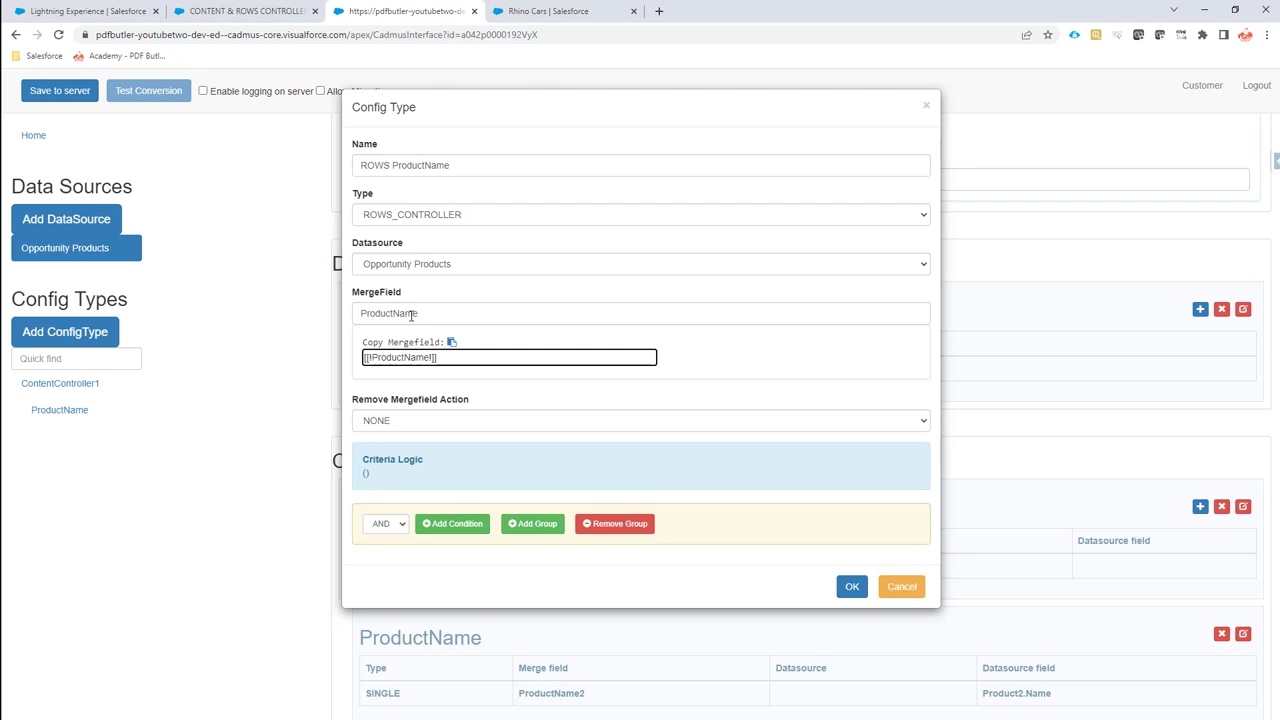 Lightning Experience | Salesforce
CONTENT & ROWS CONTROLLE
https://pdfbutler-youtubetwo-de
Rhino Cars | Salesforce
pdfbutler-youtubetwo-dev-ed--cadmus-core.visualforce.com/apex/CadmusInterface?id=a042p0000192VyX
Salesforce
Academy - PDF Butl...
Save to server
Test Conversion
Enable logging on server
Customer
Logout
Home
Data Sources
Add DataSource
Opportunity Products
Config Types
Add ConfigType
Quick find
ContentController1
ProductName
Config Type
×
Name
ROWS ProductName
Type
ROWS_CONTROLLER
Datasource
Opportunity Products
MergeField
ProductName
Copy Mergefield:
[[!ProductName!]]
Remove Mergefield Action
NONE
Criteria Logic
()
AND
Add Condition
Add Group
Remove Group
OK
Cancel
Datasource field
ProductName
Type
Merge field
Datasource
Datasource field
SINGLE
ProductName2
Product2.Name